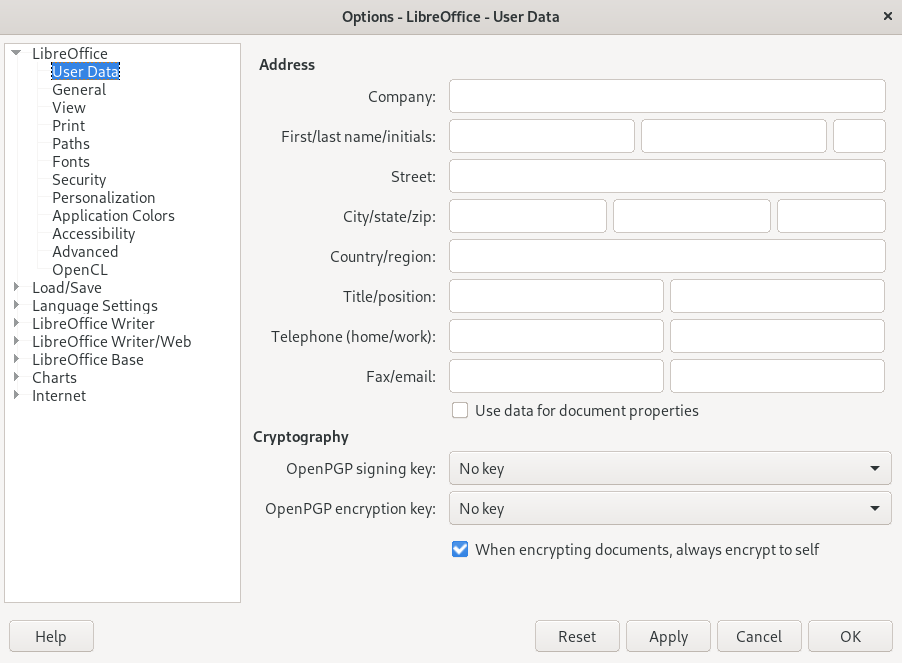 Options - LibreOffice - User Data
LibreOffice
User Data
General
View
Print
Paths
Fonts
Security
Personalization
Application Colors
Accessibility
Advanced
OpenCL
Load/Save
Language Settings
LibreOffice Writer
LibreOffice Writer/Web
LibreOffice Base
Charts
Internet
Address
Company:
First/last name/initials:
Street:
City/state/zip:
Country/region:
Title/position:
Telephone (home/work):
Fax/email:
Use data for document properties
Cryptography
OpenPGP signing key: No key
OpenPGP encryption key: No key
When encrypting documents, always encrypt to self
Help Reset Apply Cancel OK